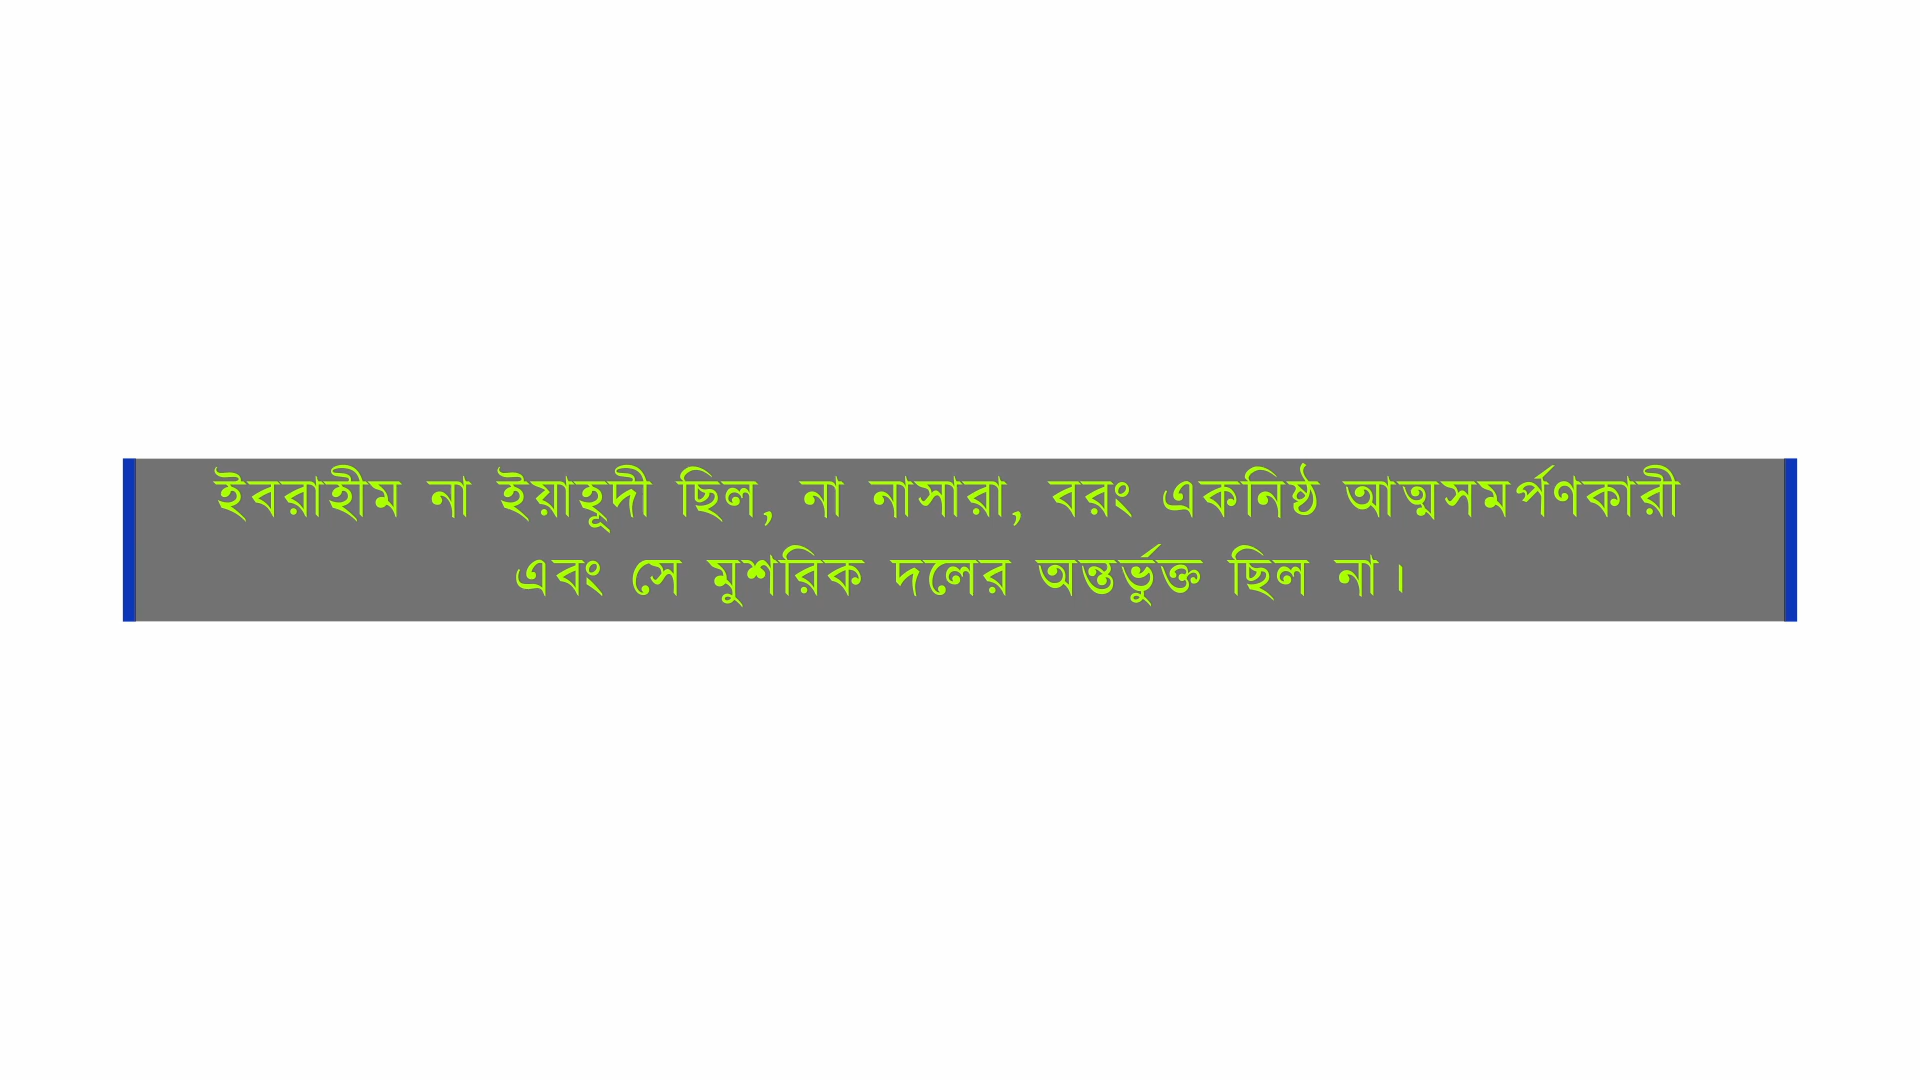 ইবরাহীম না ইয়াহূদী ছিল, না নাসারা, বরং একনিষ্ঠ আত্মসমর্পণকারী
এবং সে মুশরিক দলের অন্তর্ভুক্ত ছিল না।